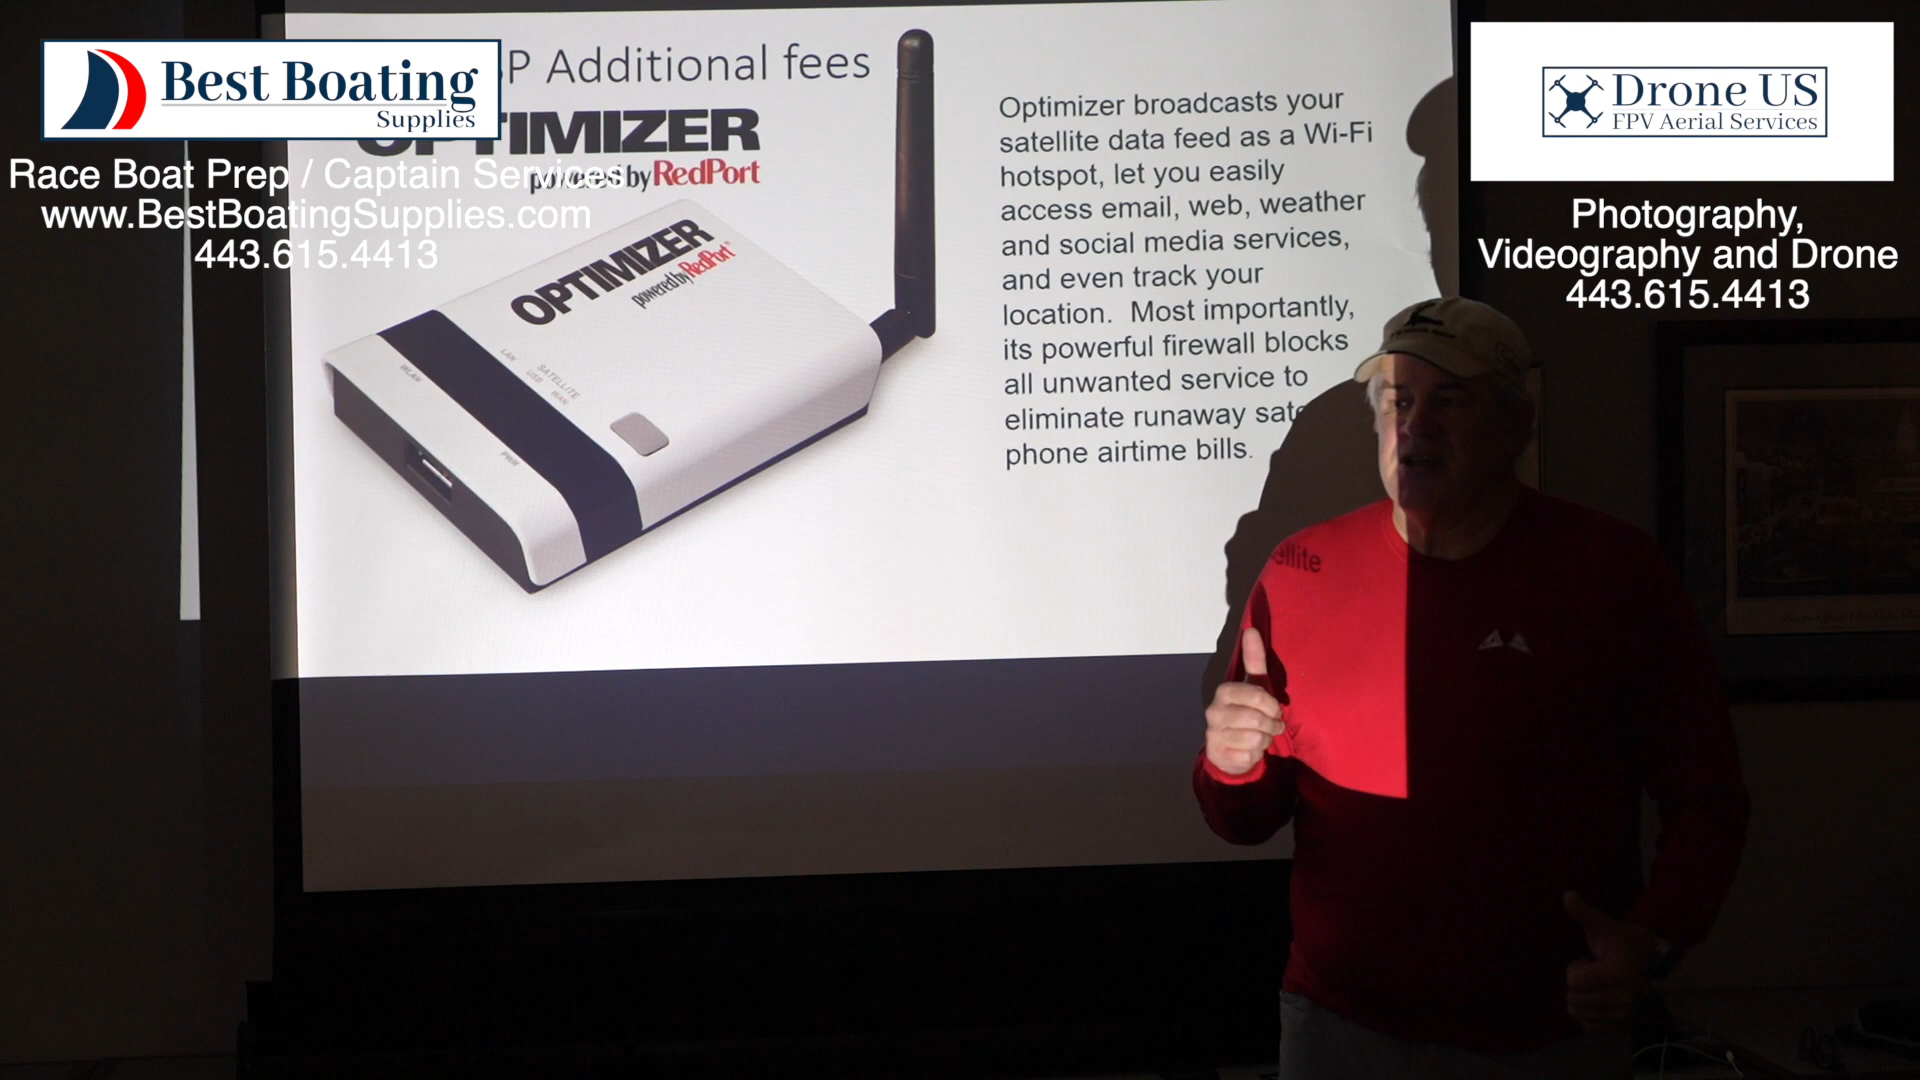 Best Boating
Supplies
Race Boat Prep / Captain Services
www.BestBoatingSupplies.com
443.615.4413
P Additional fees
OPTIMIZER
powered by RedPort
OPTIMIZER
powered by RedPort
LAN
SATELLITE
USB
WAN
WLAN
PWR
Optimizer broadcasts your
satellite data feed as a Wi-Fi
hotspot, let you easily
access email, web, weather
and social media services,
and even track your
location. Most importantly,
its powerful firewall blocks
all unwanted service to
eliminate runaway sate
phone airtime bills.
ellite
Drone US
FPV Aerial Services
Photography,
Videography and Drone
443.615.4413